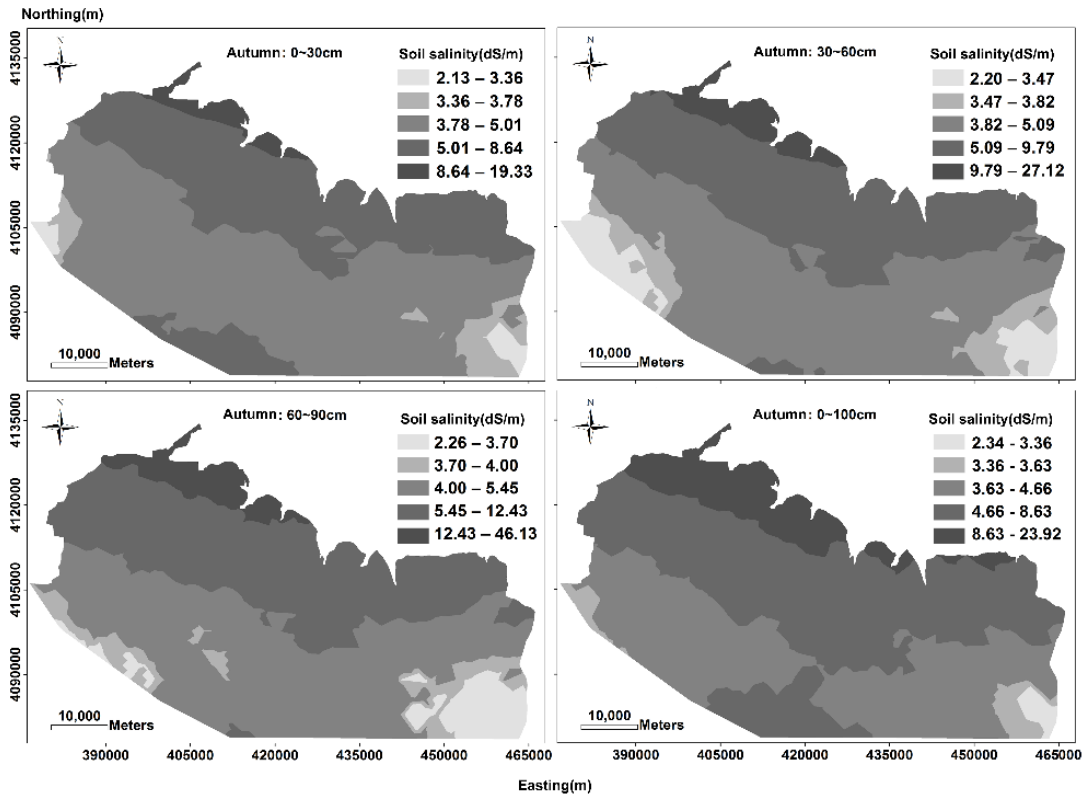 Northing(m)
N
Autumn: 0~30cm
Soil salinity(dS/m)
2.13 – 3.36
3.36 – 3.78
3.78 – 5.01
5.01 – 8.64
8.64 – 19.33
4135000
4120000
4105000
4090000
10,000
Meters
N
Autumn: 30~60cm
Soil salinity(dS/m)
2.20 – 3.47
3.47 – 3.82
3.82 – 5.09
5.09 – 9.79
9.79 – 27.12
10,000
Meters
N
Autumn: 60~90cm
Soil salinity(dS/m)
2.26 – 3.70
3.70 – 4.00
4.00 – 5.45
5.45 – 12.43
12.43 – 46.13
4135000
4120000
4105000
4090000
10,000
Meters
390000 405000 420000 435000 450000 465000
N
Autumn: 0~100cm
Soil salinity(dS/m)
2.34 - 3.36
3.36 - 3.63
3.63 - 4.66
4.66 - 8.63
8.63 - 23.92
10,000
Meters
390000 405000 420000 435000 450000 465000
Easting(m)